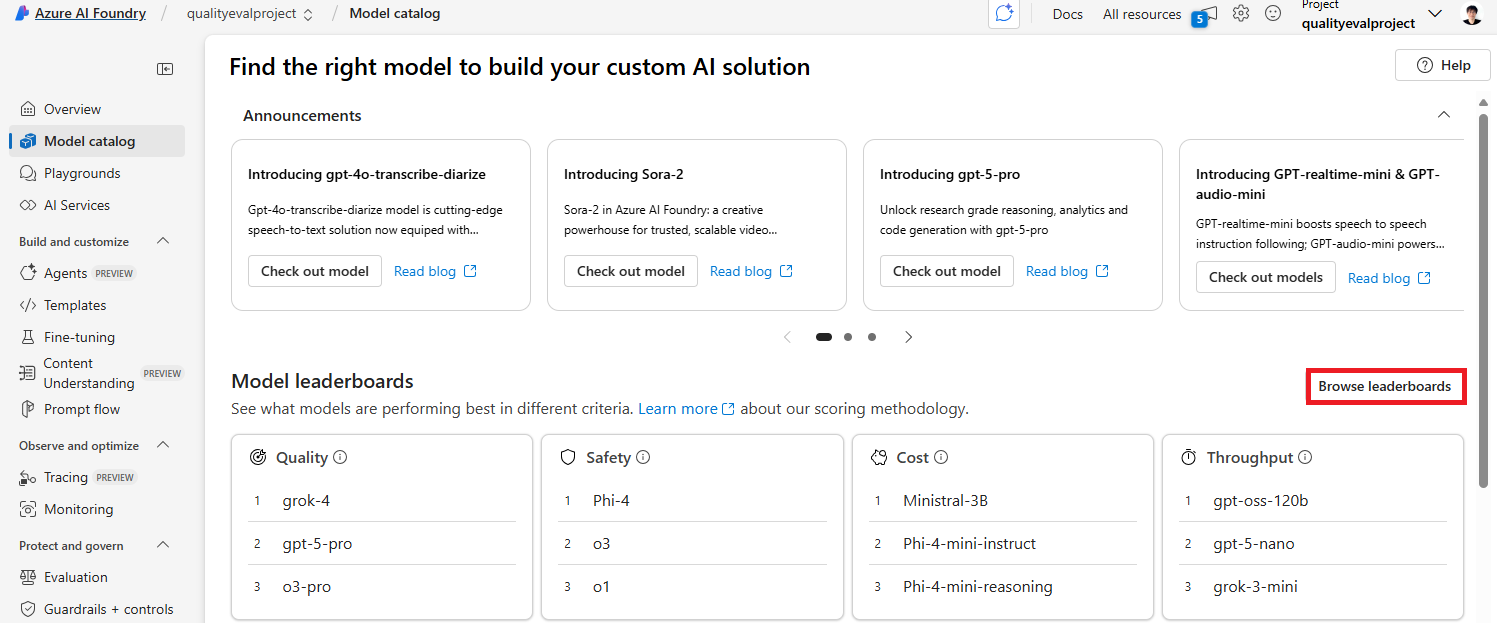 Azure AI Foundry / qualityevalproject / Model catalog
Docs All resources 5 Project
qualityevalproject
Overview
Model catalog
Playgrounds
AI Services
Build and customize
Agents PREVIEW
Templates
Fine-tuning
Content
Understanding PREVIEW
Prompt flow
Observe and optimize
Tracing PREVIEW
Monitoring
Protect and govern
Evaluation
Guardrails + controls
Find the right model to build your custom AI solution
Help
Announcements
Introducing gpt-4o-transcribe-diarize
Gpt-4o-transcribe-diarize model is cutting-edge
speech-to-text solution now equiped with...
Check out model Read blog
Introducing Sora-2
Sora-2 in Azure AI Foundry: a creative
powerhouse for trusted, scalable video...
Check out model Read blog
Introducing gpt-5-pro
Unlock research grade reasoning, analytics and
code generation with gpt-5-pro
Check out model Read blog
Introducing GPT-realtime-mini & GPT-
audio-mini
GPT-realtime-mini boosts speech to speech
instruction following; GPT-audio-mini powers...
Check out models Read blog
Model leaderboards
Browse leaderboards
See what models are performing best in different criteria. Learn more about our scoring methodology.
Quality
1 grok-4
2 gpt-5-pro
3 o3-pro
Safety
1 Phi-4
2 o3
3 o1
Cost
1 Ministral-3B
2 Phi-4-mini-instruct
3 Phi-4-mini-reasoning
Throughput
1 gpt-oss-120b
2 gpt-5-nano
3 grok-3-mini